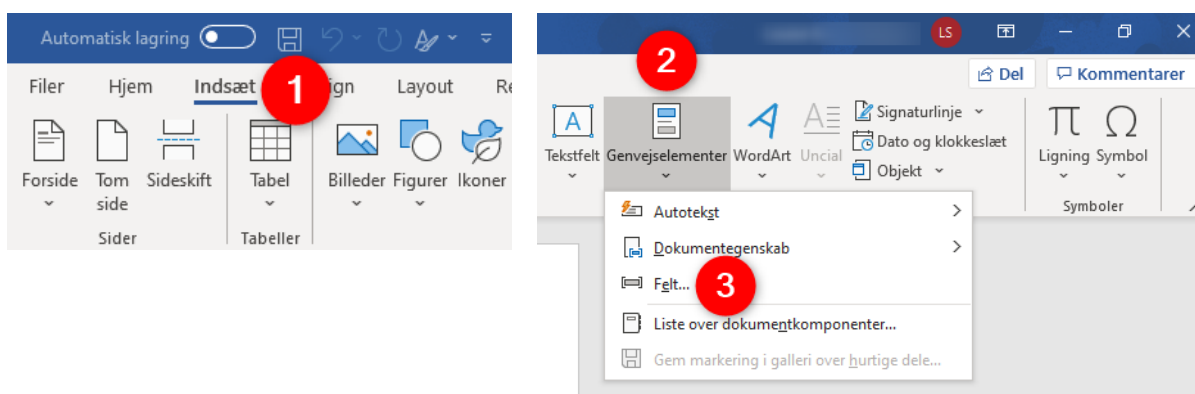 Automatisk lagring
1
Filer Hjem Indsæt ign Layout Re
Forside Tom side Sideskift Tabel Billeder Figurer Ikoner
Sider Tabeller
2
LS
Del Kommentarer
Tekstfelt Genvejselementer WordArt Uncial
Signaturlinje
Dato og klokkeslæt
Objekt
Ligning Symbol
Symboler
Autotekst
Dokumentegenskab
Felt... 3
Liste over dokumentkomponenter...
Gem markering i galleri over hurtige dele...